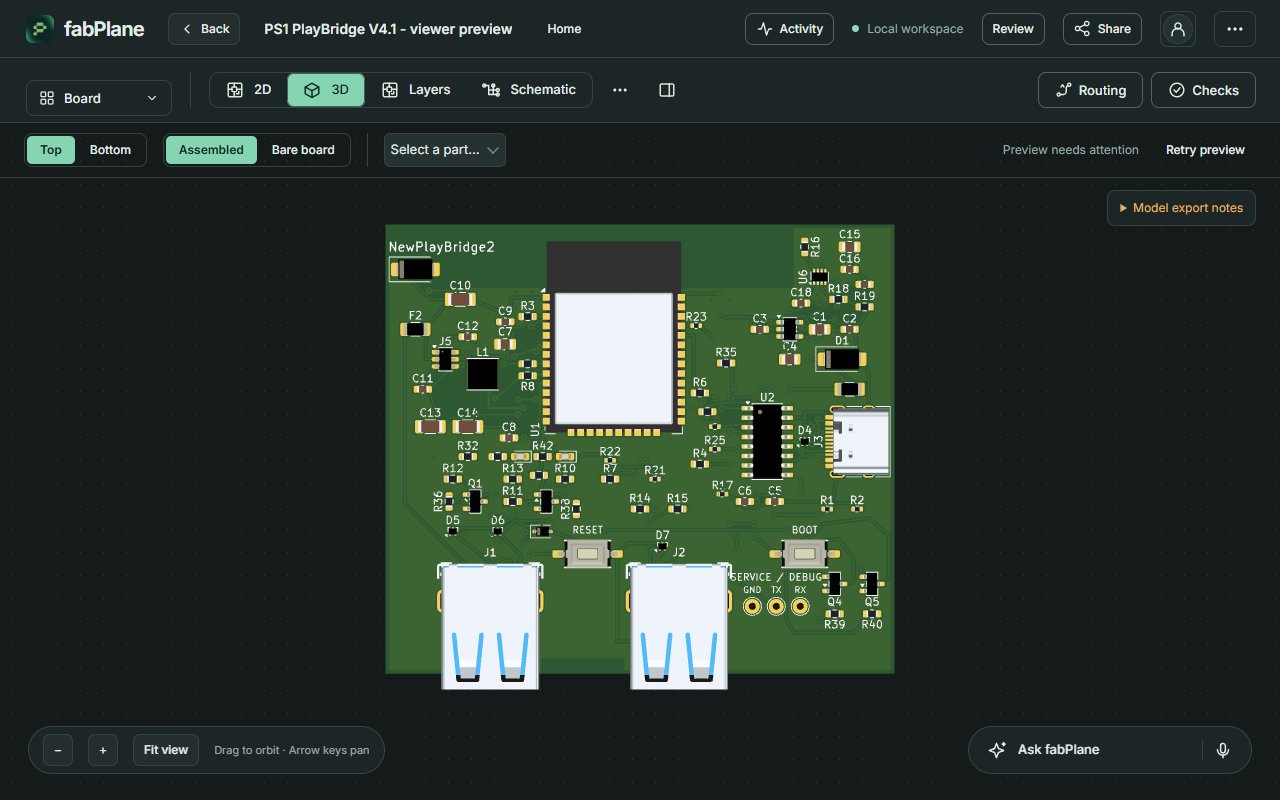 fabPlane
Back
PS1 PlayBridge V4.1 - viewer preview
Home
Activity
Local workspace
Review
Share
Board
2D
3D
Layers
Schematic
Routing
Checks
Top
Bottom
Assembled
Bare board
Select a part...
Preview needs attention
Retry preview
Model export notes
NewPlayBridge2
R16
C15
C16
U6
C10
C18
R18
R19
F2
C9
R3
R23
C3
C1
C2
C12
C7
J5
L1
R35
C4
D1
C11
R8
R6
C13
C14
C8
U1
U2
D4
J3
R32
R42
R25
R12
R13
R10
R22
R7
R21
R4
R36
Q1
R11
R38
R14
R15
R17
C6
C5
R1
R2
D5
D6
RESET
D7
BOOT
J1
J2
SERVICE / DEBUG
GND TX RX
Q4
Q5
R39
R40
−
+
Fit view
Drag to orbit · Arrow keys pan
Ask fabPlane